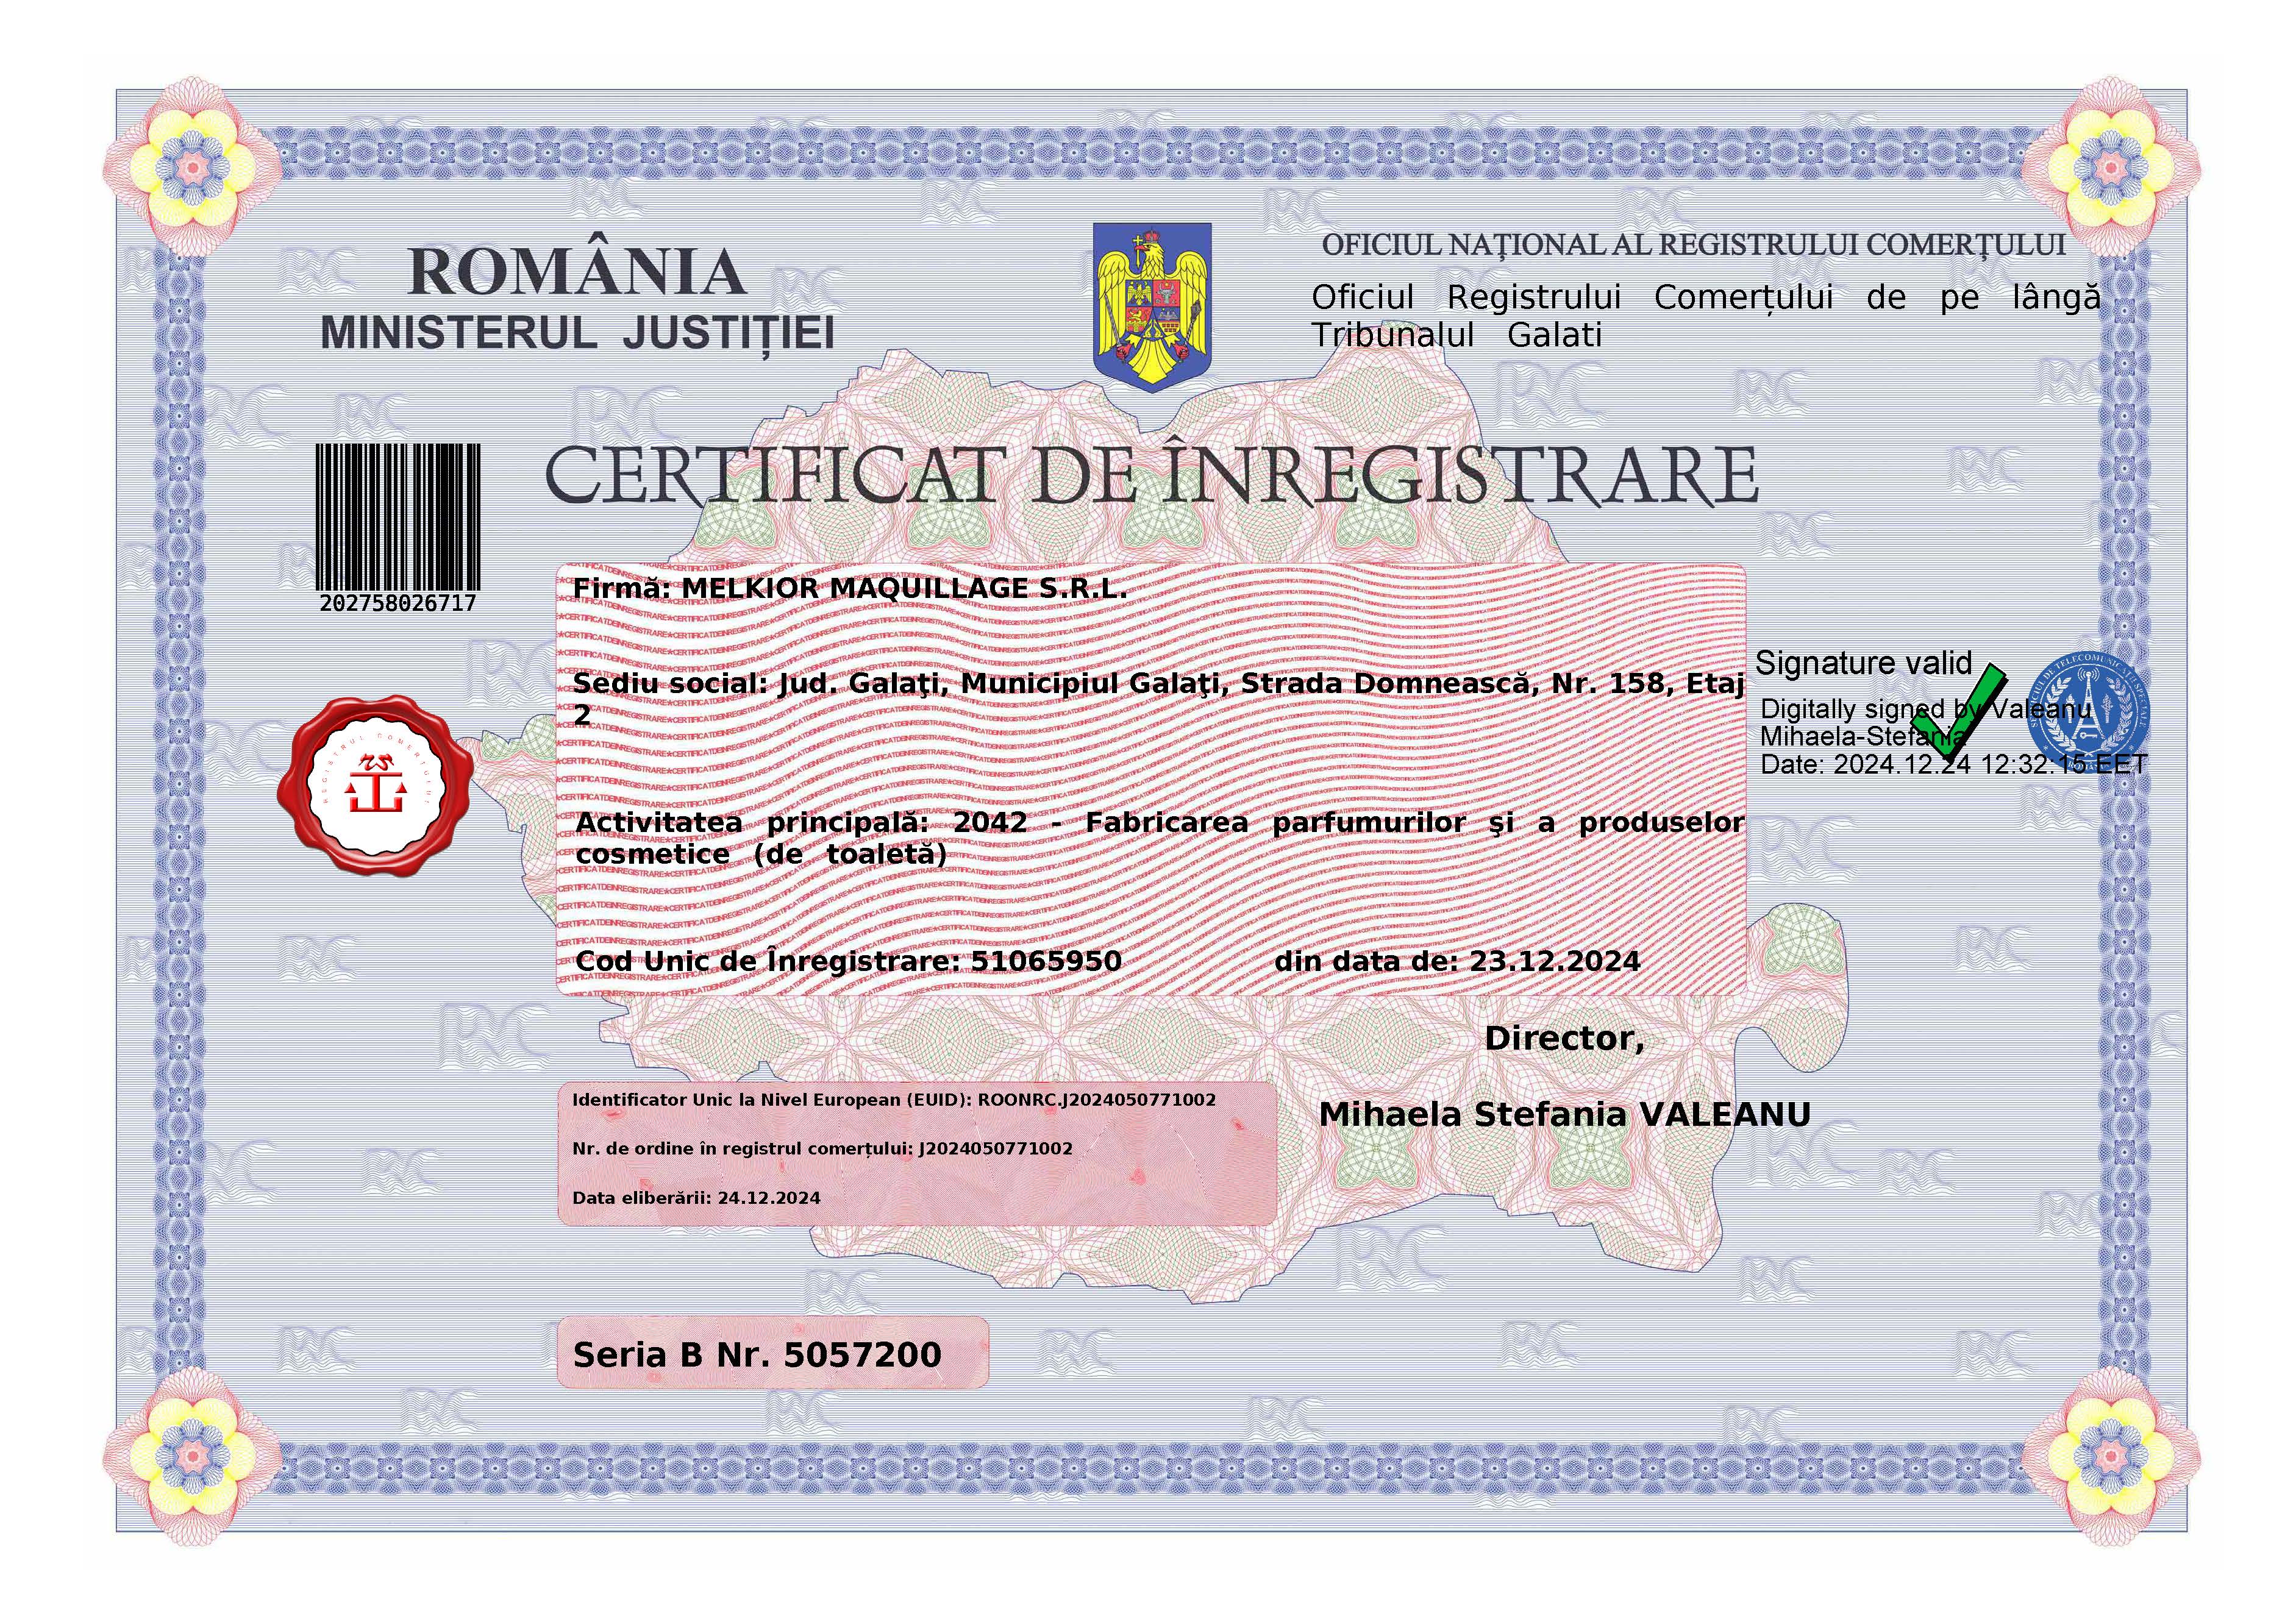 ROMÂNIA
MINISTERUL JUSTIȚIEI
OFICIUL NAȚIONAL AL REGISTRULUI COMERȚULUI
Oficiul Registrului Comerțului de pe lângă
Tribunalul Galati
CERTIFICAT DE ÎNREGISTRARE
202758026717
Firmă: MELKIOR MAQUILLAGE S.R.L.
Sediu social: Jud. Galaţi, Municipiul Galaţi, Strada Domnească, Nr. 158, Etaj
2
Signature valid
Digitally signed by Valeanu
Mihaela-Stefania
Date: 2024.12.24 12:32:15 EET
REGISTRUL COMERȚULUI
Activitatea principală: 2042 - Fabricarea parfumurilor şi a produselor
cosmetice (de toaletă)
Cod Unic de Înregistrare: 51065950 din data de: 23.12.2024
Director,
Mihaela Stefania VALEANU
Identificator Unic la Nivel European (EUID): ROONRC.J2024050771002
Nr. de ordine în registrul comerțului: J2024050771002
Data eliberării: 24.12.2024
Seria B Nr. 5057200